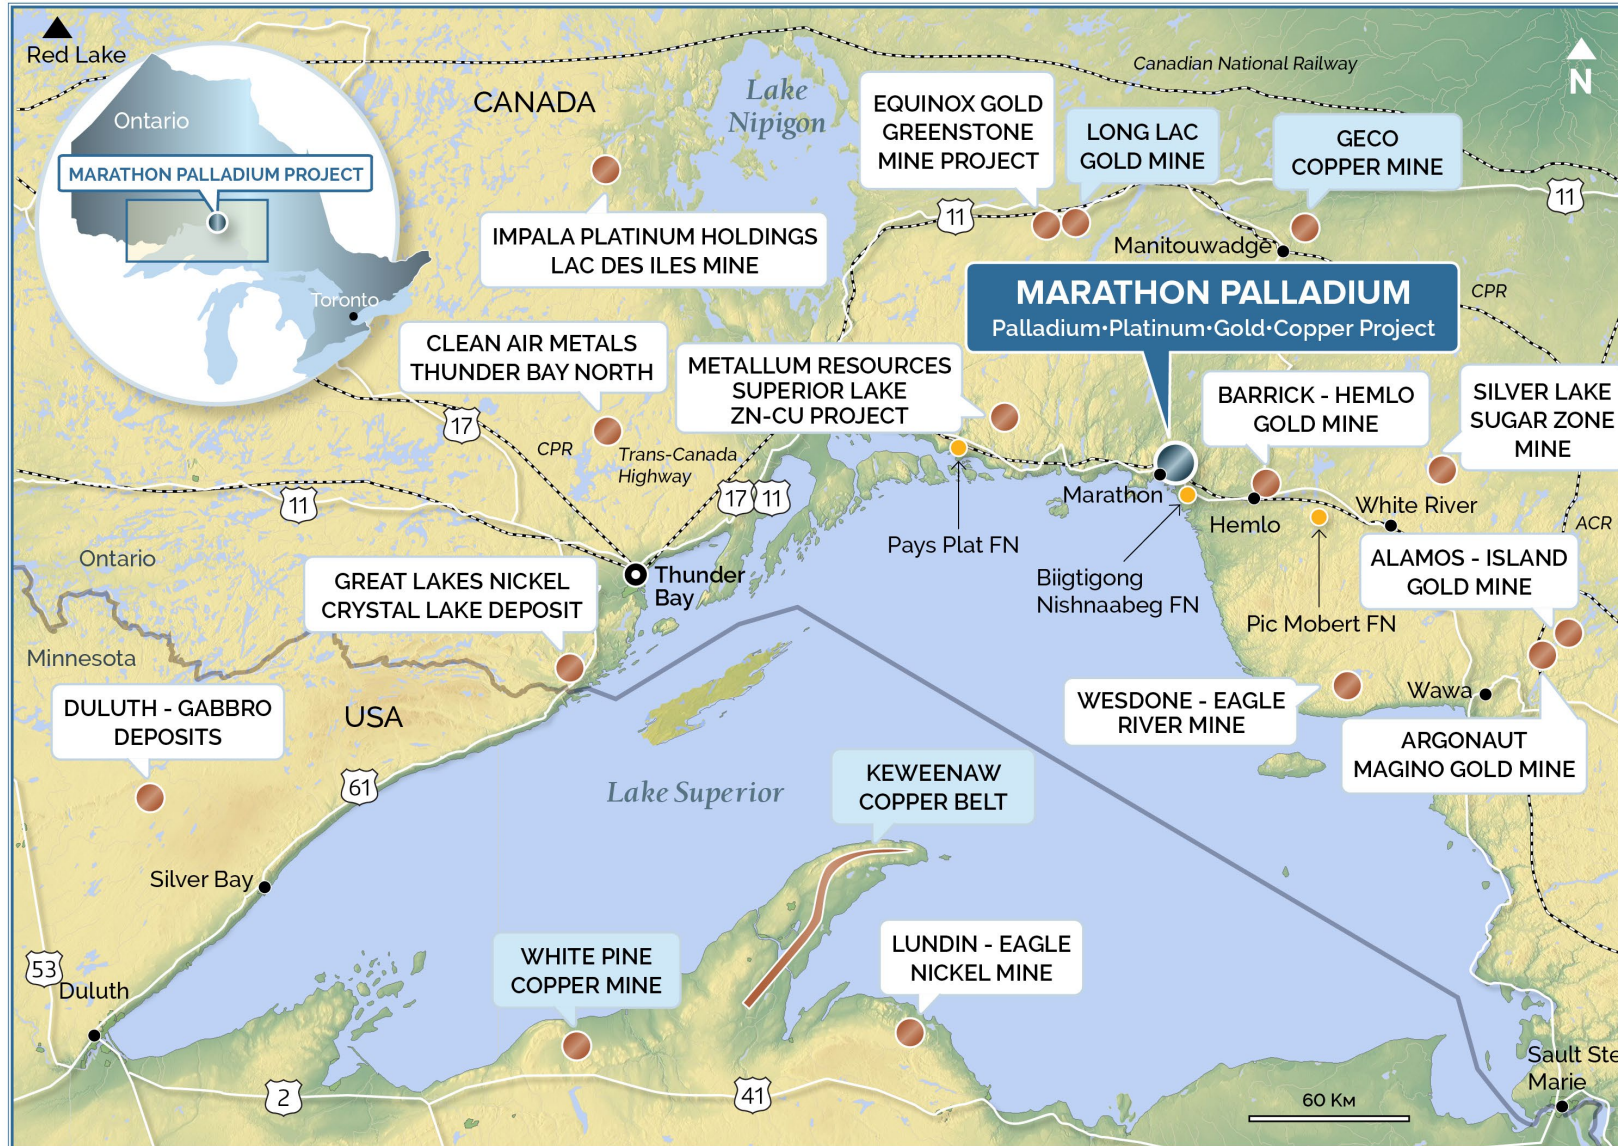 Red Lake
Ontario
MARATHON PALLADIUM PROJECT
Toronto
CANADA
Lake
Nipigon
Canadian National Railway
N
EQUINOX GOLD
GREENSTONE
MINE PROJECT
LONG LAC
GOLD MINE
GECO
COPPER MINE
11
11
IMPALA PLATINUM HOLDINGS
LAC DES ILES MINE
Manitouwadge
MARATHON PALLADIUM
Palladium•Platinum•Gold•Copper Project
CPR
CLEAN AIR METALS
THUNDER BAY NORTH
METALLUM RESOURCES
SUPERIOR LAKE
ZN-CU PROJECT
BARRICK - HEMLO
GOLD MINE
SILVER LAKE
SUGAR ZONE
MINE
17
CPR
Trans-Canada
Highway
17
11
11
Marathon
Hemlo
White River
ACR
Pays Plat FN
Biigtigong
Nishnaabeg FN
Pic Mobert FN
ALAMOS - ISLAND
GOLD MINE
Ontario
Minnesota
GREAT LAKES NICKEL
CRYSTAL LAKE DEPOSIT
Thunder
Bay
DULUTH - GABBRO
DEPOSITS
USA
WESDONE - EAGLE
RIVER MINE
Wawa
ARGONAUT
MAGINO GOLD MINE
61
Lake Superior
KEWEENAW
COPPER BELT
Silver Bay
WHITE PINE
COPPER MINE
LUNDIN - EAGLE
NICKEL MINE
53
Duluth
2
41
60 KM
Sault Ste
Marie